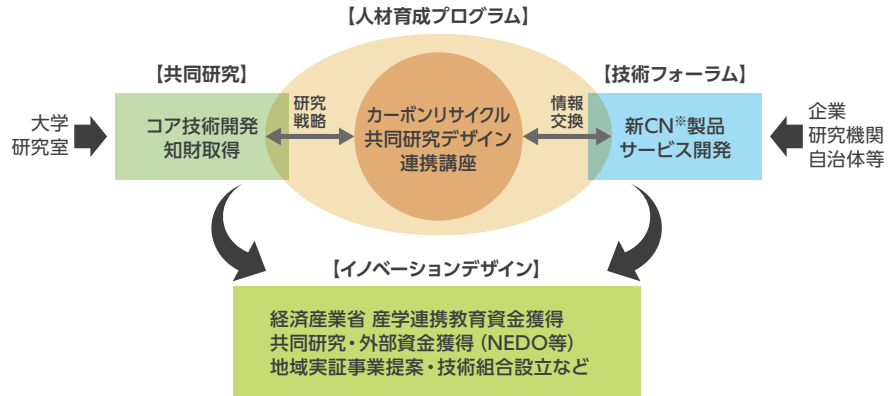 【人材育成プログラム】
【共同研究】
【技術フォーラム】
大学
研究室
コア技術開発
知財取得
研究
戦略
カーボンリサイクル
共同研究デザイン
連携講座
情報
交換
新CN※製品
サービス開発
企業
研究機関
自治体等
【イノベーションデザイン】
経済産業省 産学連携教育資金獲得
共同研究・外部資金獲得(NEDO等)
地域実証事業提案・技術組合設立など